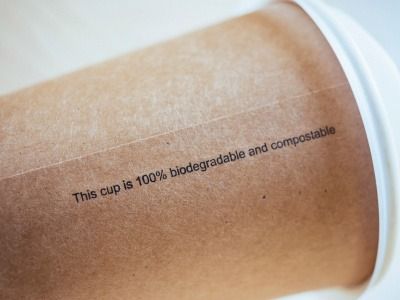 This cup is 100% biodegradable and compostable